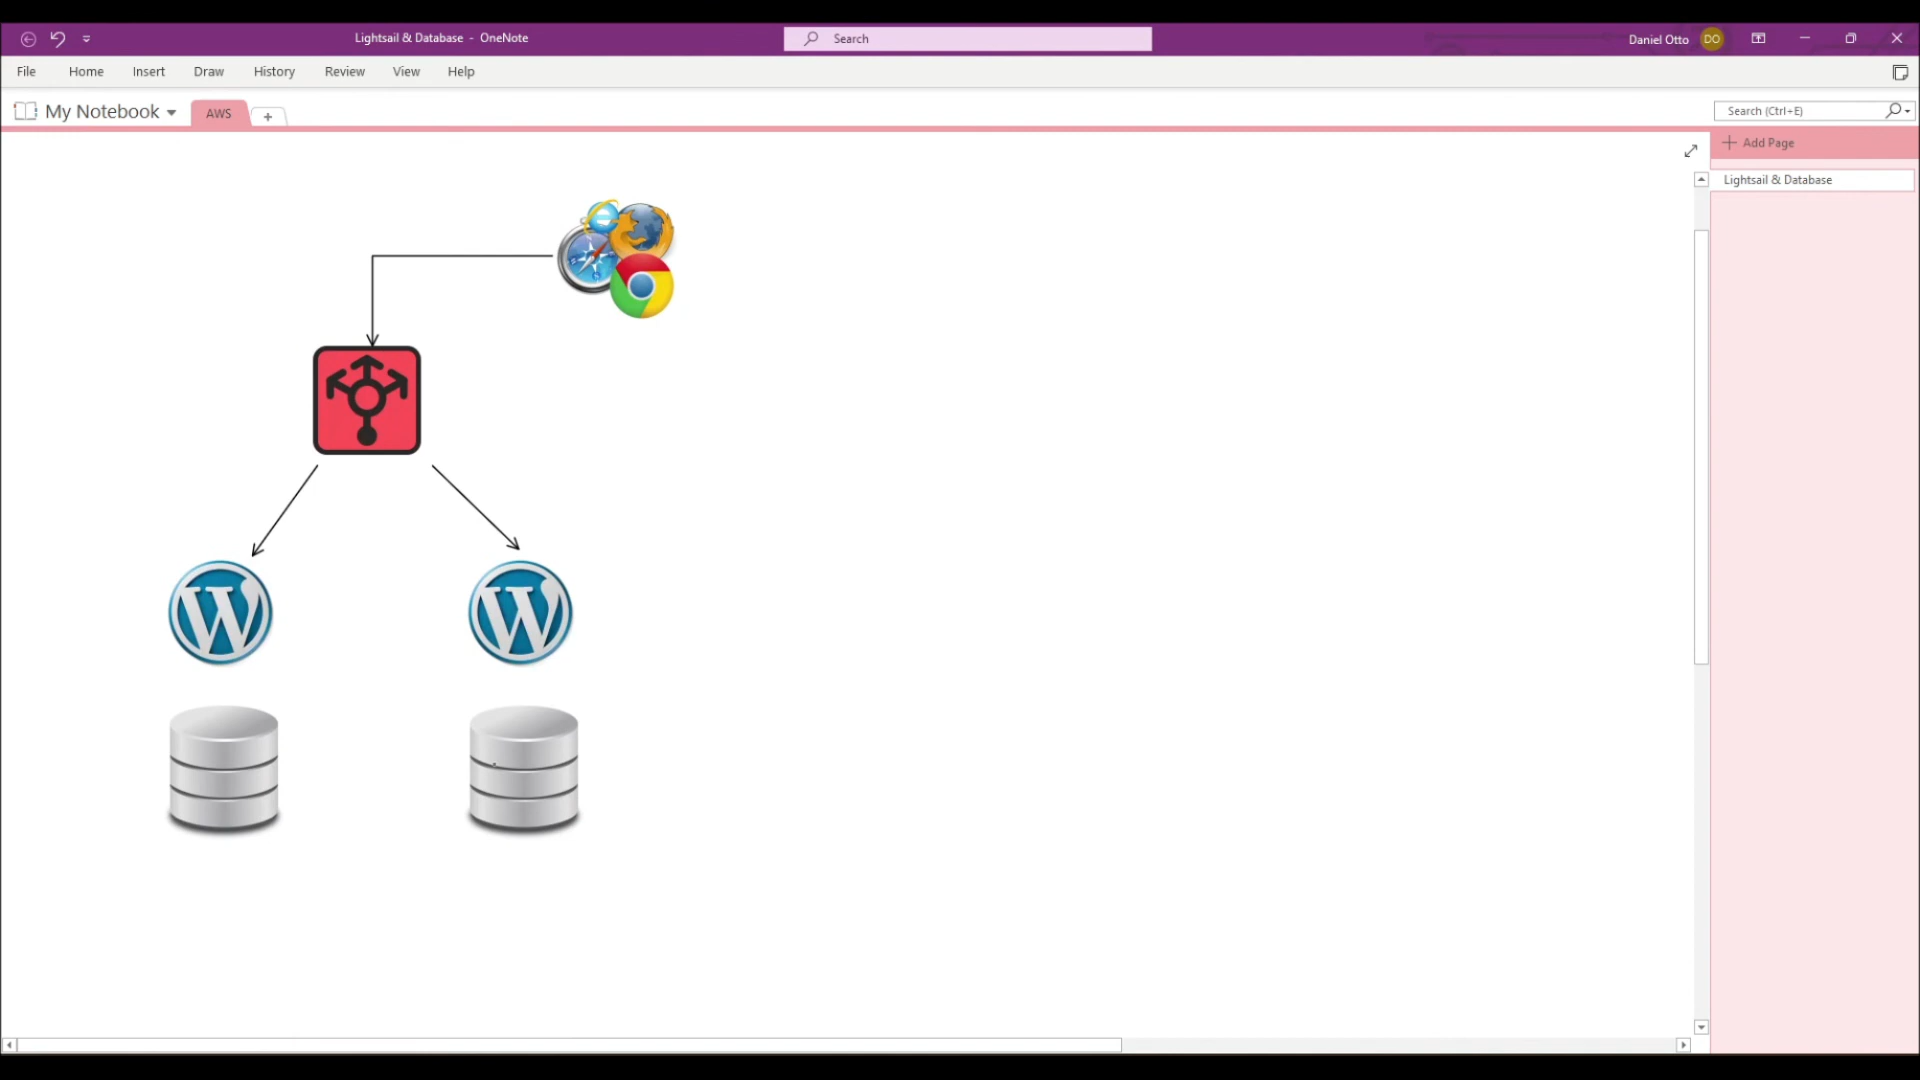 Lightsail & Database - OneNote
Search
Daniel Otto
DO
File Home Insert Draw History Review View Help
My Notebook
AWS
+
Search (Ctrl+E)
Add Page
Lightsail & Database
W W